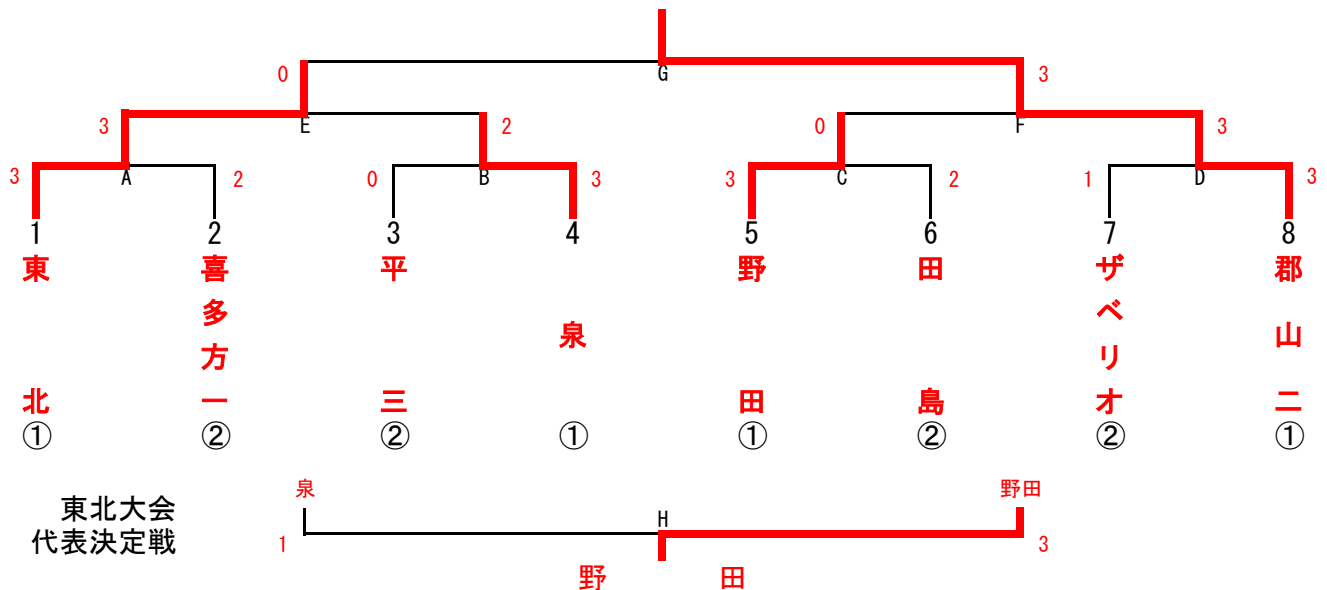 G
0 3
E F
3 2 0 3
A B C D
3 2 0 3 3 2 1 3
1 2 3 4 5 6 7 8
東北 喜多方一 平三 泉 野田 田島 ザベリオ 郡山二
① ② ② ① ① ② ② ①
泉 野田
東北大会
代表決定戦
H
1 3
野田